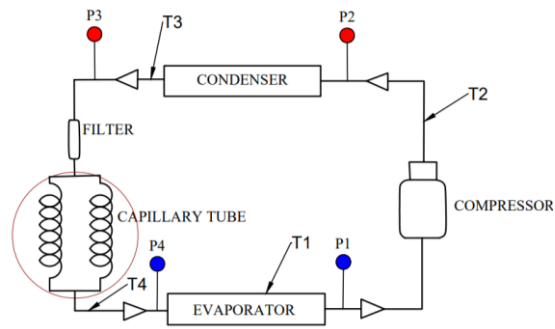 P3
T3
P2
CONDENSER
T2
FILTER
CAPILLARY TUBE
COMPRESSOR
P4
T1
P1
T4
EVAPORATOR